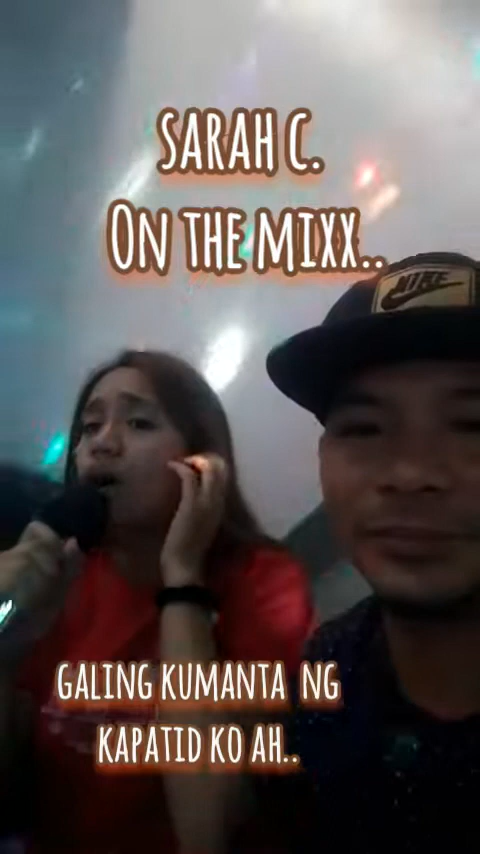 SARAH C.
ON THE MIXX..
NIKE
GALING KUMANTA NG
KAPATID KO AH..